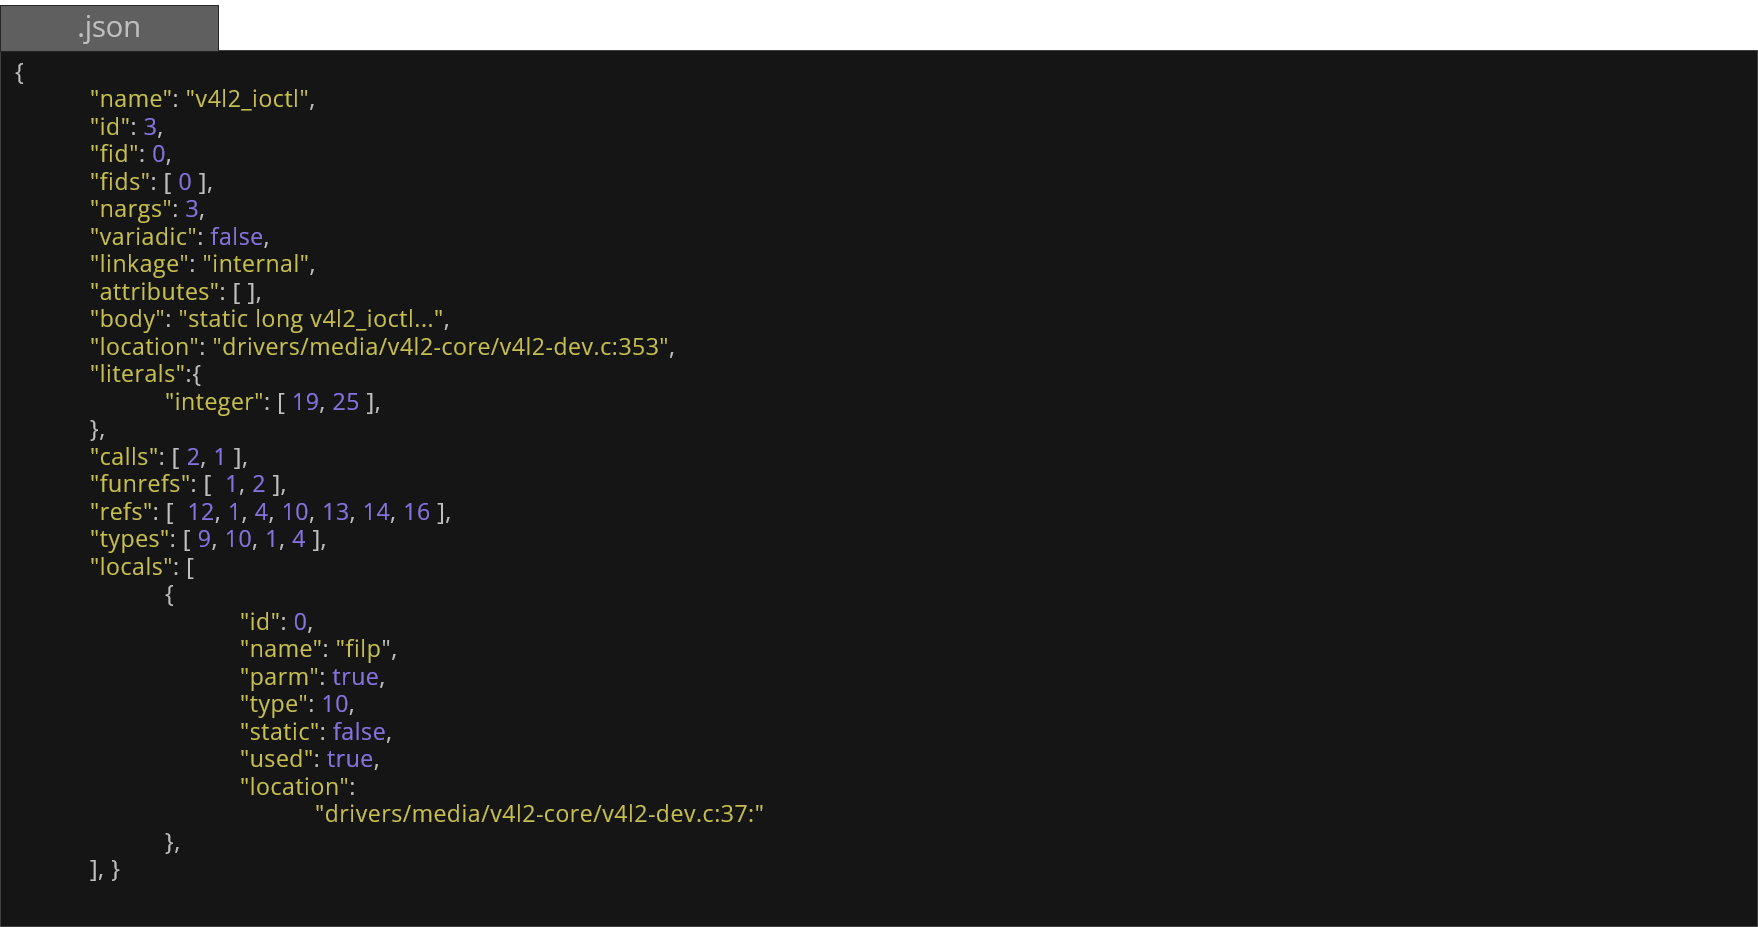 .json
{
"name": "v4l2_ioctl",
"id": 3,
"fid": 0,
"fids": [ 0 ],
"nargs": 3,
"variadic": false,
"linkage": "internal",
"attributes": [ ],
"body": "static long v4l2_ioctl...",
"location": "drivers/media/v4l2-core/v4l2-dev.c:353",
"literals":{
"integer": [ 19, 25 ],
},
"calls": [ 2, 1 ],
"funrefs": [  1, 2 ],
"refs": [  12, 1, 4, 10, 13, 14, 16 ],
"types": [ 9, 10, 1, 4 ],
"locals": [
{
"id": 0,
"name": "filp",
"parm": true,
"type": 10,
"static": false,
"used": true,
"location":
"drivers/media/v4l2-core/v4l2-dev.c:37:"
},
], }